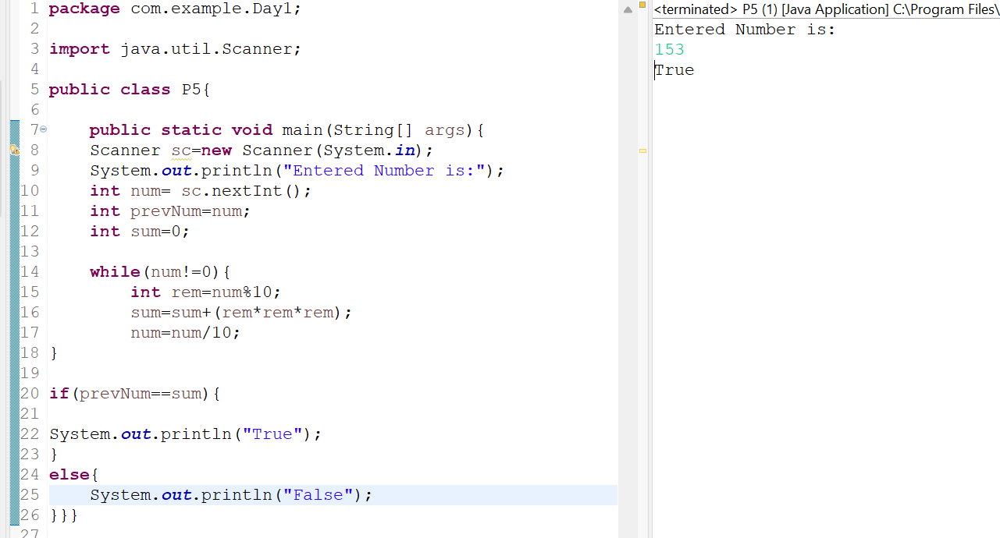 1 package com.example.Day1;
2
3 import java.util.Scanner;
4
5 public class P5{
6
7 public static void main(String[] args){
8 Scanner sc=new Scanner(System.in);
9 System.out.println("Entered Number is:");
10 int num= sc.nextInt();
11 int prevNum=num;
12 int sum=0;
13
14 while(num!=0){
15 int rem=num%10;
16 sum=sum+(rem*rem*rem);
17 num=num/10;
18 }
19
20 if(prevNum==sum){
21
22 System.out.println("True");
23 }
24 else{
25 System.out.println("False");
26 }}}
27
<terminated> P5 (1) [Java Application] C:\Program Files\
Entered Number is:
153
True